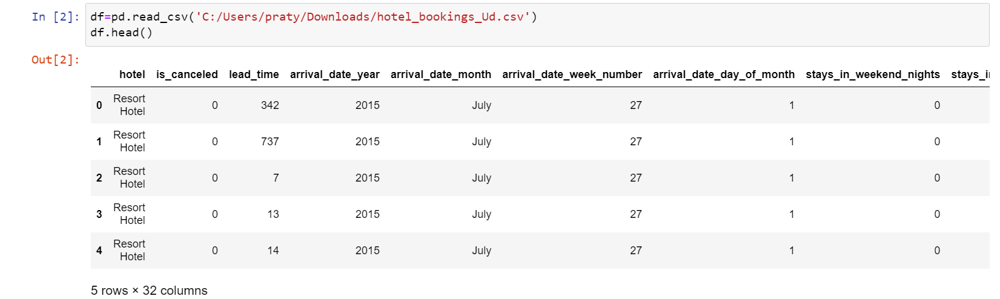 In [2]: df=pd.read_csv('C:/Users/praty/Downloads/hotel_bookings_Ud.csv')
df.head()
Out[2]:
hotel is_canceled lead_time arrival_date_year arrival_date_month arrival_date_week_number arrival_date_day_of_month stays_in_weekend_nights
0 Resort Hotel 0 342 2015 July 27 1 0
1 Resort Hotel 0 737 2015 July 27 1 0
2 Resort Hotel 0 7 2015 July 27 1 0
3 Resort Hotel 0 13 2015 July 27 1 0
4 Resort Hotel 0 14 2015 July 27 1 0
5 rows × 32 columns